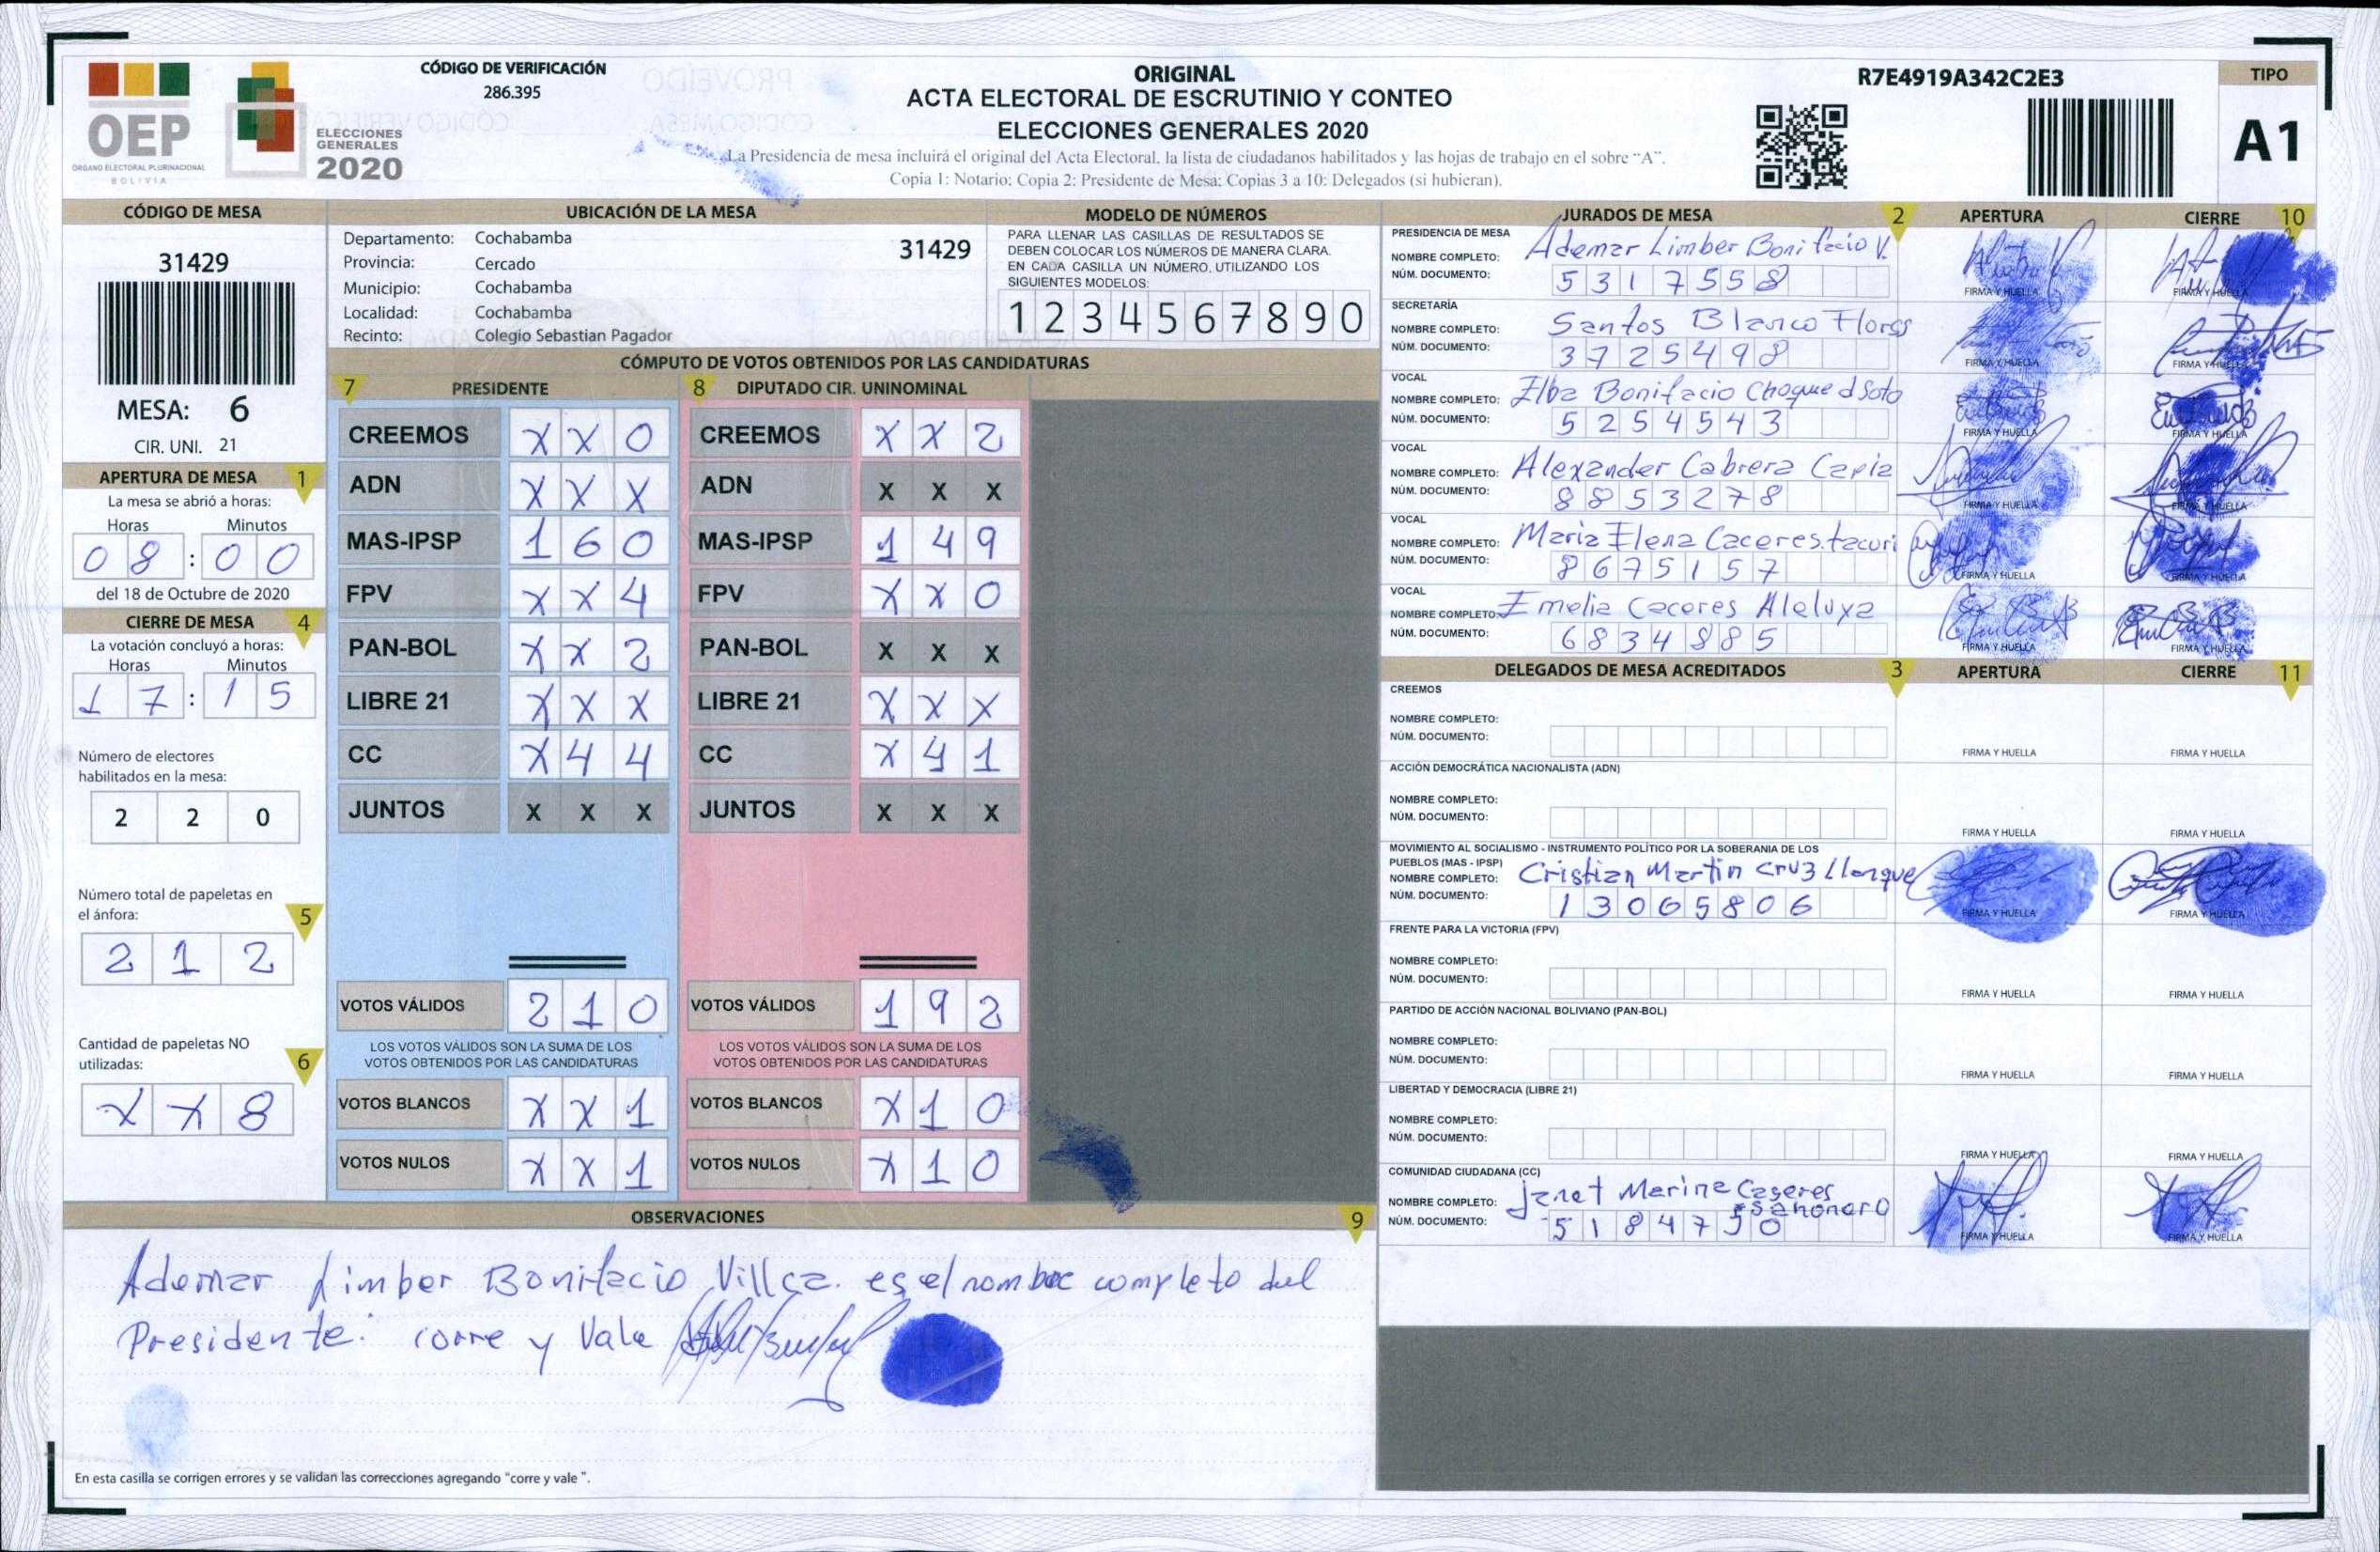 OEP
ÓRGANO ELECTORAL PLURINACIONAL
BOLIVIA
ELECCIONES
GENERALES
2020
CÓDIGO DE VERIFICACIÓN
286.395
ORIGINAL
ACTA ELECTORAL DE ESCRUTINIO Y CONTEO
ELECCIONES GENERALES 2020
La Presidencia de mesa incluirá el original del Acta Electoral, la lista de ciudadanos habilitados y las hojas de trabajo en el sobre "A".
Copia 1: Notario; Copia 2: Presidente de Mesa; Copias 3 a 10: Delegados (si hubieran).
R7E4919A342C2E3
TIPO
A1
CÓDIGO DE MESA
31429
MESA: 6
CIR. UNI. 21
APERTURA DE MESA 1
La mesa se abrió a horas:
Horas Minutos
08:00
del 18 de Octubre de 2020
CIERRE DE MESA 4
La votación concluyó a horas:
Horas Minutos
17:15
Número de electores
habilitados en la mesa:
2 2 0
Número total de papeletas en
el ánfora: 5
2 1 2
Cantidad de papeletas NO
utilizadas: 6
X X 8
UBICACIÓN DE LA MESA
Departamento: Cochabamba 31429
Provincia: Cercado
Municipio: Cochabamba
Localidad: Cochabamba
Recinto: Colegio Sebastian Pagador
MODELO DE NÚMEROS
PARA LLENAR LAS CASILLAS DE RESULTADOS SE
DEBEN COLOCAR LOS NÚMEROS DE MANERA CLARA.
EN CADA CASILLA UN NÚMERO, UTILIZANDO LOS
SIGUIENTES MODELOS:
1 2 3 4 5 6 7 8 9 0
CÓMPUTO DE VOTOS OBTENIDOS POR LAS CANDIDATURAS
7 PRESIDENTE 8 DIPUTADO CIR. UNINOMINAL
CREEMOS X X 0 CREEMOS X X 2
ADN X X X ADN X X X
MAS-IPSP 1 6 0 MAS-IPSP 1 4 9
FPV X X 4 FPV X X 0
PAN-BOL X X 2 PAN-BOL X X X
LIBRE 21 X X X LIBRE 21 X X X
CC X 4 4 CC X 4 1
JUNTOS X X X JUNTOS X X X
VOTOS VÁLIDOS 2 1 0 VOTOS VÁLIDOS 1 9 2
LOS VOTOS VÁLIDOS SON LA SUMA DE LOS LOS VOTOS VÁLIDOS SON LA SUMA DE LOS
VOTOS OBTENIDOS POR LAS CANDIDATURAS VOTOS OBTENIDOS POR LAS CANDIDATURAS
VOTOS BLANCOS X X 1 VOTOS BLANCOS X 1 0
VOTOS NULOS X X 1 VOTOS NULOS X 1 0
OBSERVACIONES 9
Ademar Limber Bonifacio Villca. es el nombre completo del
Presidente: corre y Vale
En esta casilla se corrigen errores y se validan las correcciones agregando "corre y vale ".
JURADOS DE MESA 2 APERTURA CIERRE 10
PRESIDENCIA DE MESA
NOMBRE COMPLETO: Ademar Limber Bonifacio V.
NÚM. DOCUMENTO: 5317558
FIRMA Y HUELLA FIRMA Y HUELLA
SECRETARÍA
NOMBRE COMPLETO: Santos Blanco Flores
NÚM. DOCUMENTO: 3725498
FIRMA Y HUELLA FIRMA Y HUELLA
VOCAL
NOMBRE COMPLETO: Elba Bonifacio Choque d Soto
NÚM. DOCUMENTO: 5254543
FIRMA Y HUELLA FIRMA Y HUELLA
VOCAL
NOMBRE COMPLETO: Alexander Cabrera Capia
NÚM. DOCUMENTO: 8853278
FIRMA Y HUELLA FIRMA Y HUELLA
VOCAL
NOMBRE COMPLETO: Maria Elena Caceres tacuri
NÚM. DOCUMENTO: 8675157
FIRMA Y HUELLA FIRMA Y HUELLA
VOCAL
NOMBRE COMPLETO: Emelia Caceres Aleluya
NÚM. DOCUMENTO: 6834885
FIRMA Y HUELLA FIRMA Y HUELLA
DELEGADOS DE MESA ACREDITADOS 3 APERTURA CIERRE 11
CREEMOS
NOMBRE COMPLETO:
NÚM. DOCUMENTO:
FIRMA Y HUELLA FIRMA Y HUELLA
ACCIÓN DEMOCRÁTICA NACIONALISTA (ADN)
NOMBRE COMPLETO:
NÚM. DOCUMENTO:
FIRMA Y HUELLA FIRMA Y HUELLA
MOVIMIENTO AL SOCIALISMO - INSTRUMENTO POLÍTICO POR LA SOBERANIA DE LOS
PUEBLOS (MAS - IPSP)
NOMBRE COMPLETO: Cristian Martin Cruz Llanque
NÚM. DOCUMENTO: 13065806
FIRMA Y HUELLA FIRMA Y HUELLA
FRENTE PARA LA VICTORIA (FPV)
NOMBRE COMPLETO:
NÚM. DOCUMENTO:
FIRMA Y HUELLA FIRMA Y HUELLA
PARTIDO DE ACCIÓN NACIONAL BOLIVIANO (PAN-BOL)
NOMBRE COMPLETO:
NÚM. DOCUMENTO:
FIRMA Y HUELLA FIRMA Y HUELLA
LIBERTAD Y DEMOCRACIA (LIBRE 21)
NOMBRE COMPLETO:
NÚM. DOCUMENTO:
FIRMA Y HUELLA FIRMA Y HUELLA
COMUNIDAD CIUDADANA (CC)
NOMBRE COMPLETO: Janet Marina Caseres
NÚM. DOCUMENTO:
FIRMA Y HUELLA FIRMA Y HUELLA